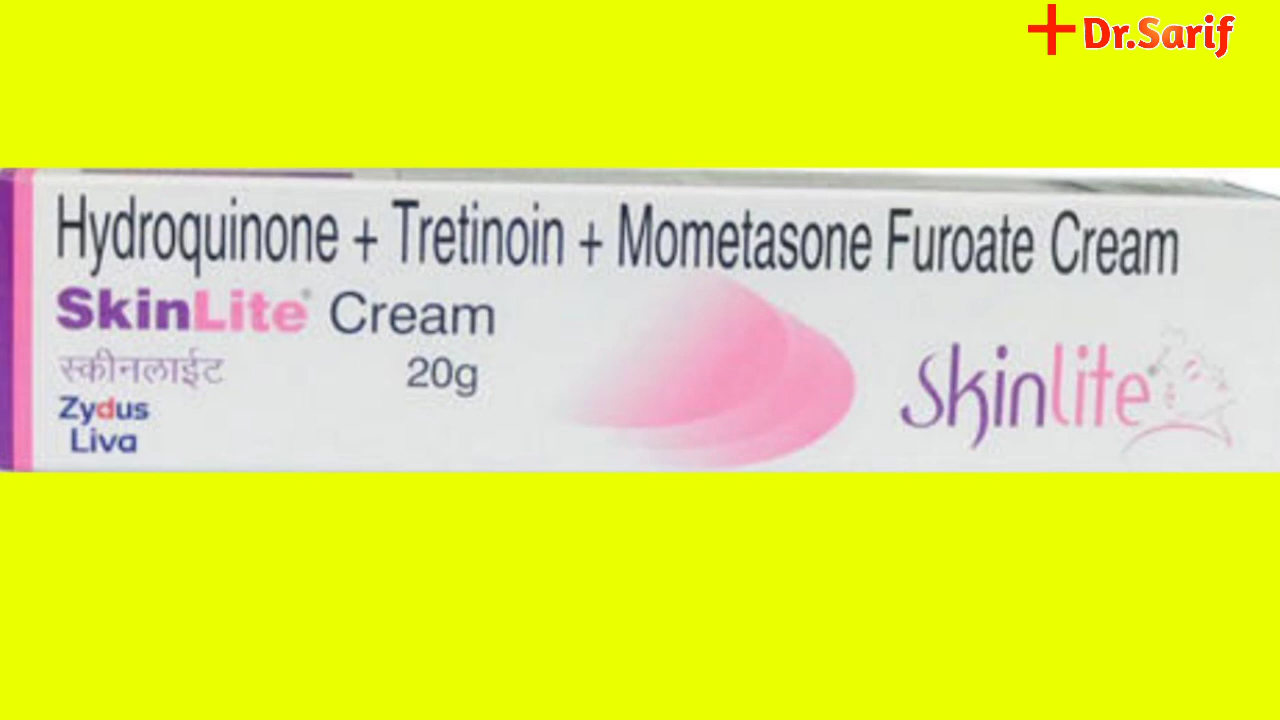 Dr.Sarif
Hydroquinone + Tretinoin + Mometasone Furoate Cream
SkinLite® Cream
स्कीनलाईट 20g
Zydus
Liva
Skinlite